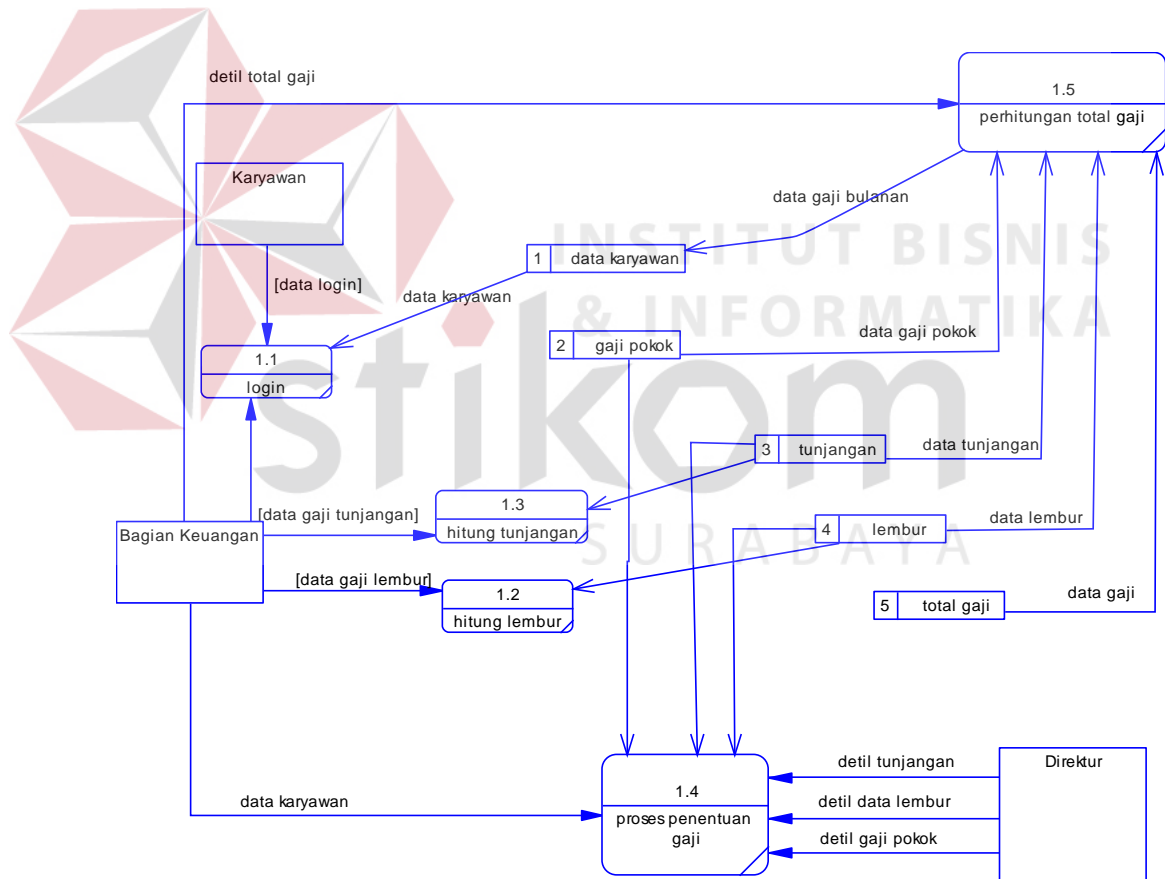 detil total gaji
1.5
perhitungan total gaji
Karyawan
data gaji bulanan
INSTITUT BISNIS
1 data karyawan
[data login]
data karyawan
& INFORMATIKA
data gaji pokok
2 gaji pokok
1.1
login
stikom
3 tunjangan
data tunjangan
1.3
[data gaji tunjangan]
hitung tunjangan
4 lembur
data lembur
Bagian Keuangan
SURABAYA
[data gaji lembur]
1.2
hitung lembur
5 total gaji
data gaji
detil tunjangan
Direktur
1.4
data karyawan
detil data lembur
proses penentuan
gaji
detil gaji pokok